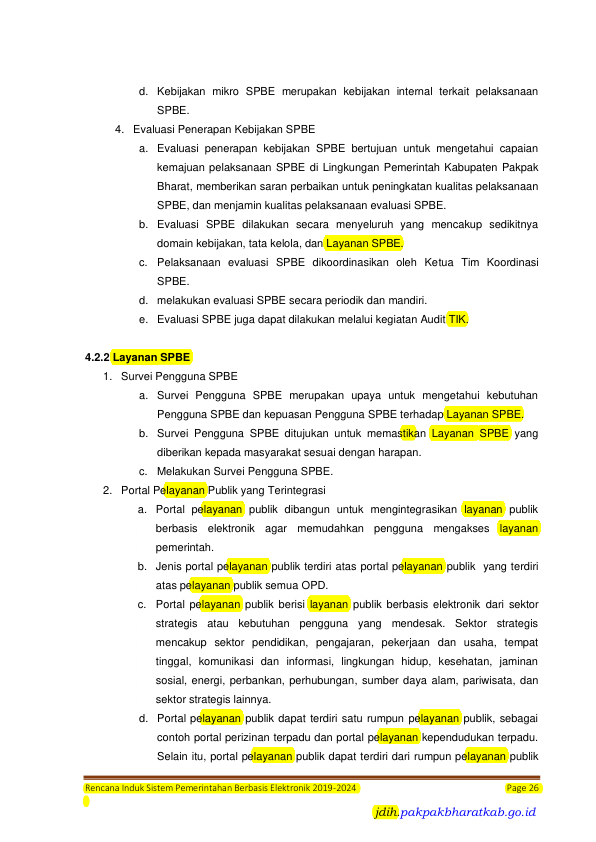 d. Kebijakan mikro SPBE merupakan kebijakan internal terkait pelaksanaan
SPBE.
4. Evaluasi Penerapan Kebijakan SPBE
a. Evaluasi penerapan kebijakan SPBE bertujuan untuk mengetahui capaian
kemajuan pelaksanaan SPBE di Lingkungan Pemerintah Kabupaten Pakpak
Bharat, memberikan saran perbaikan untuk peningkatan kualitas pelaksanaan
SPBE, dan menjamin kualitas pelaksanaan evaluasi SPBE.
b. Evaluasi SPBE dilakukan secara menyeluruh yang mencakup sedikitnya
domain kebijakan, tata kelola, dan Layanan SPBE.
c. Pelaksanaan evaluasi SPBE dikoordinasikan oleh Ketua Tim Koordinasi
SPBE.
d. melakukan evaluasi SPBE secara periodik dan mandiri.
e. Evaluasi SPBE juga dapat dilakukan melalui kegiatan Audit TIK.
4.2.2 Layanan SPBE
1. Survei Pengguna SPBE
a. Survei Pengguna SPBE merupakan upaya untuk mengetahui kebutuhan
Pengguna SPBE dan kepuasan Pengguna SPBE terhadap Layanan SPBE.
b. Survei Pengguna SPBE ditujukan untuk memastikan Layanan SPBE yang
diberikan kepada masyarakat sesuai dengan harapan.
c. Melakukan Survei Pengguna SPBE.
2. Portal Pelayanan Publik yang Terintegrasi
a. Portal pelayanan publik dibangun untuk mengintegrasikan layanan publik
berbasis elektronik agar memudahkan pengguna mengakses layanan
pemerintah.
b. Jenis portal pelayanan publik terdiri atas portal pelayanan publik yang terdiri
atas pelayanan publik semua OPD.
c. Portal pelayanan publik berisi layanan publik berbasis elektronik dari sektor
strategis atau kebutuhan pengguna yang mendesak. Sektor strategis
mencakup sektor pendidikan, pengajaran, pekerjaan dan usaha, tempat
tinggal, komunikasi dan informasi, lingkungan hidup, kesehatan, jaminan
sosial, energi, perbankan, perhubungan, sumber daya alam, pariwisata, dan
sektor strategis lainnya.
d. Portal pelayanan publik dapat terdiri satu rumpun pelayanan publik, sebagai
contoh portal perizinan terpadu dan portal pelayanan kependudukan terpadu.
Selain itu, portal pelayanan publik dapat terdiri dari rumpun pelayanan publik
Rencana Induk Sistem Pemerintahan Berbasis Elektronik 2019-2024 Page 26
jdih.pakpakbharatkab.go.id